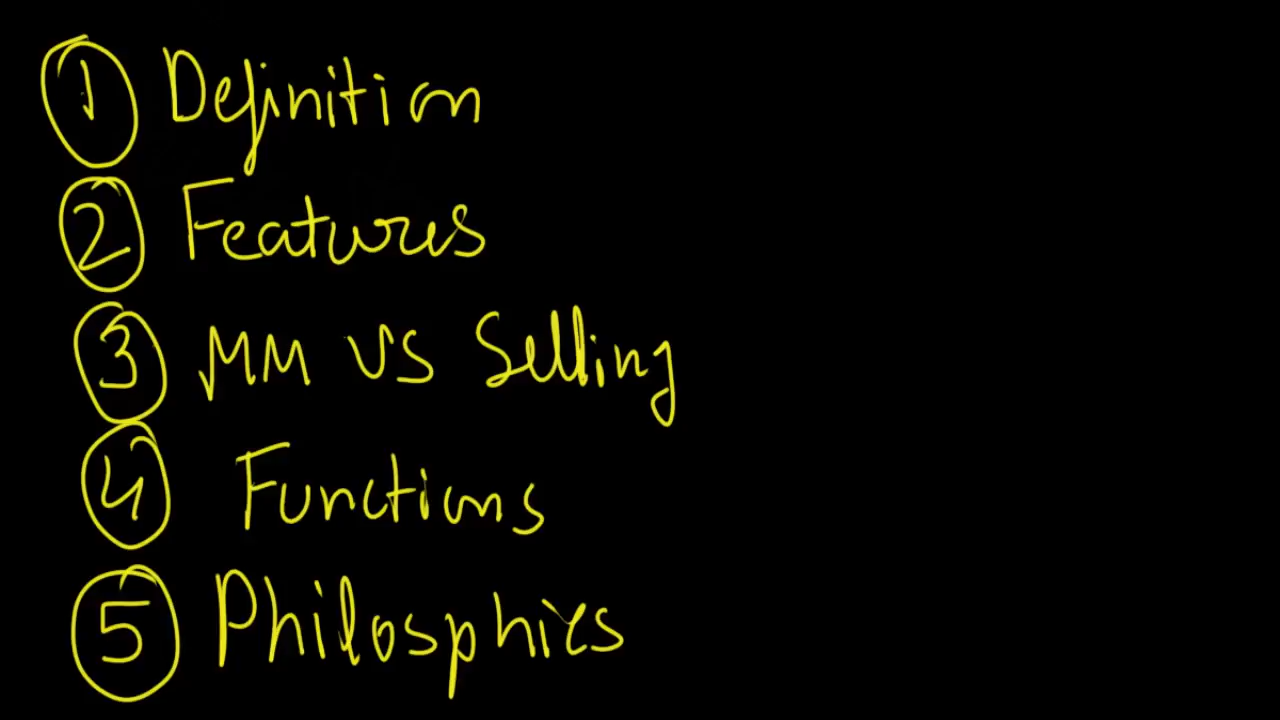 1 Definition
2 Features
3 MM VS Selling
4 Functions
5 Philosphies